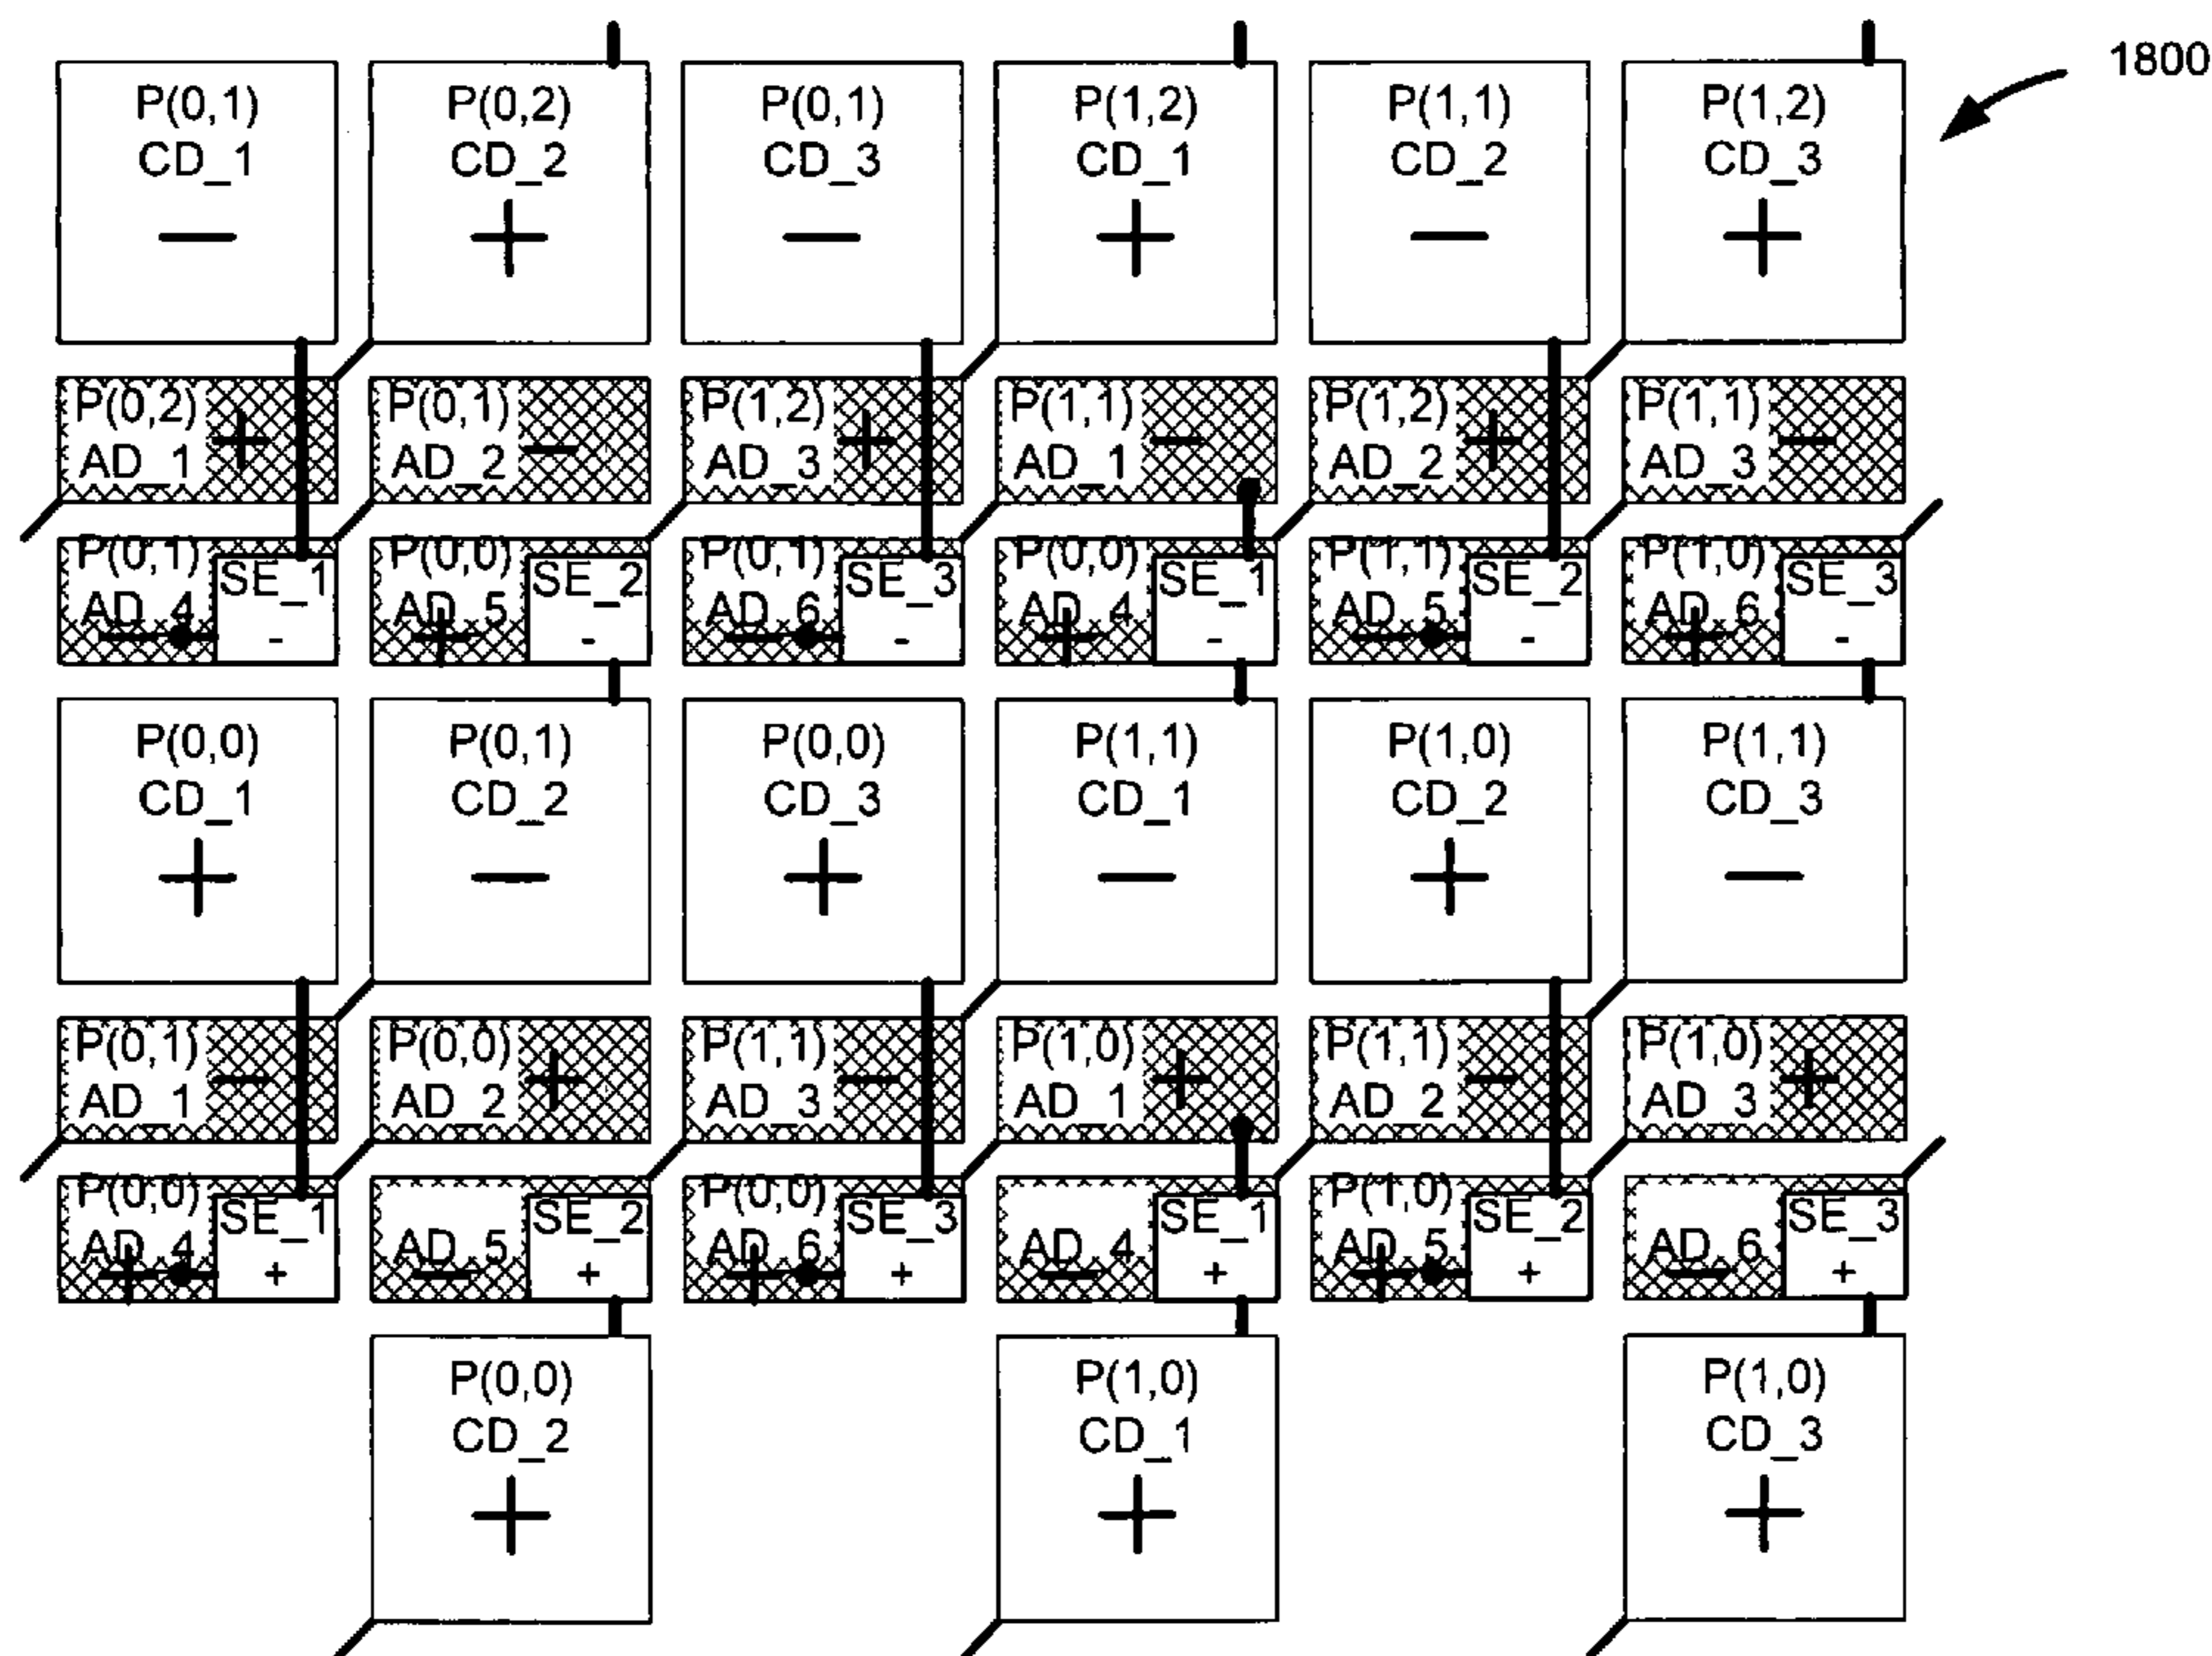 1800
P(0,1) P(0,2) P(0,1) P(1,2) P(1,1) P(1,2)
CD_1 CD_2 CD_3 CD_1 CD_2 CD_3
− + − + − +
P(0,2) P(0,1) P(1,2) P(1,1) P(1,2) P(1,1)
AD_1 + AD_2 − AD_3 + AD_1 − AD_2 + AD_3 −
P(0,1) P(0,0) P(0,1) P(0,0) P(1,1) P(1,0)
SE_1 SE_2 SE_3 SE_1 SE_2 SE_3
AD_4 AD_5 AD_6 AD_4 AD_5 AD_6
− - + - − - + - − - + -
P(0,0) P(0,1) P(0,0) P(1,1) P(1,0) P(1,1)
CD_1 CD_2 CD_3 CD_1 CD_2 CD_3
+ − + − + −
P(0,1) P(0,0) P(1,1) P(1,0) P(1,1) P(1,0)
AD_1 − AD_2 + AD_3 − AD_1 + AD_2 − AD_3 +
P(0,0) P(0,0) P(1,0)
SE_1 SE_2 SE_3 SE_1 SE_2 SE_3
AD_4 AD_5 AD_6 AD_4 AD_5 AD_6
+ + − + + + − + + + − +
P(0,0) P(1,0) P(1,0)
CD_2 CD_1 CD_3
+ + +